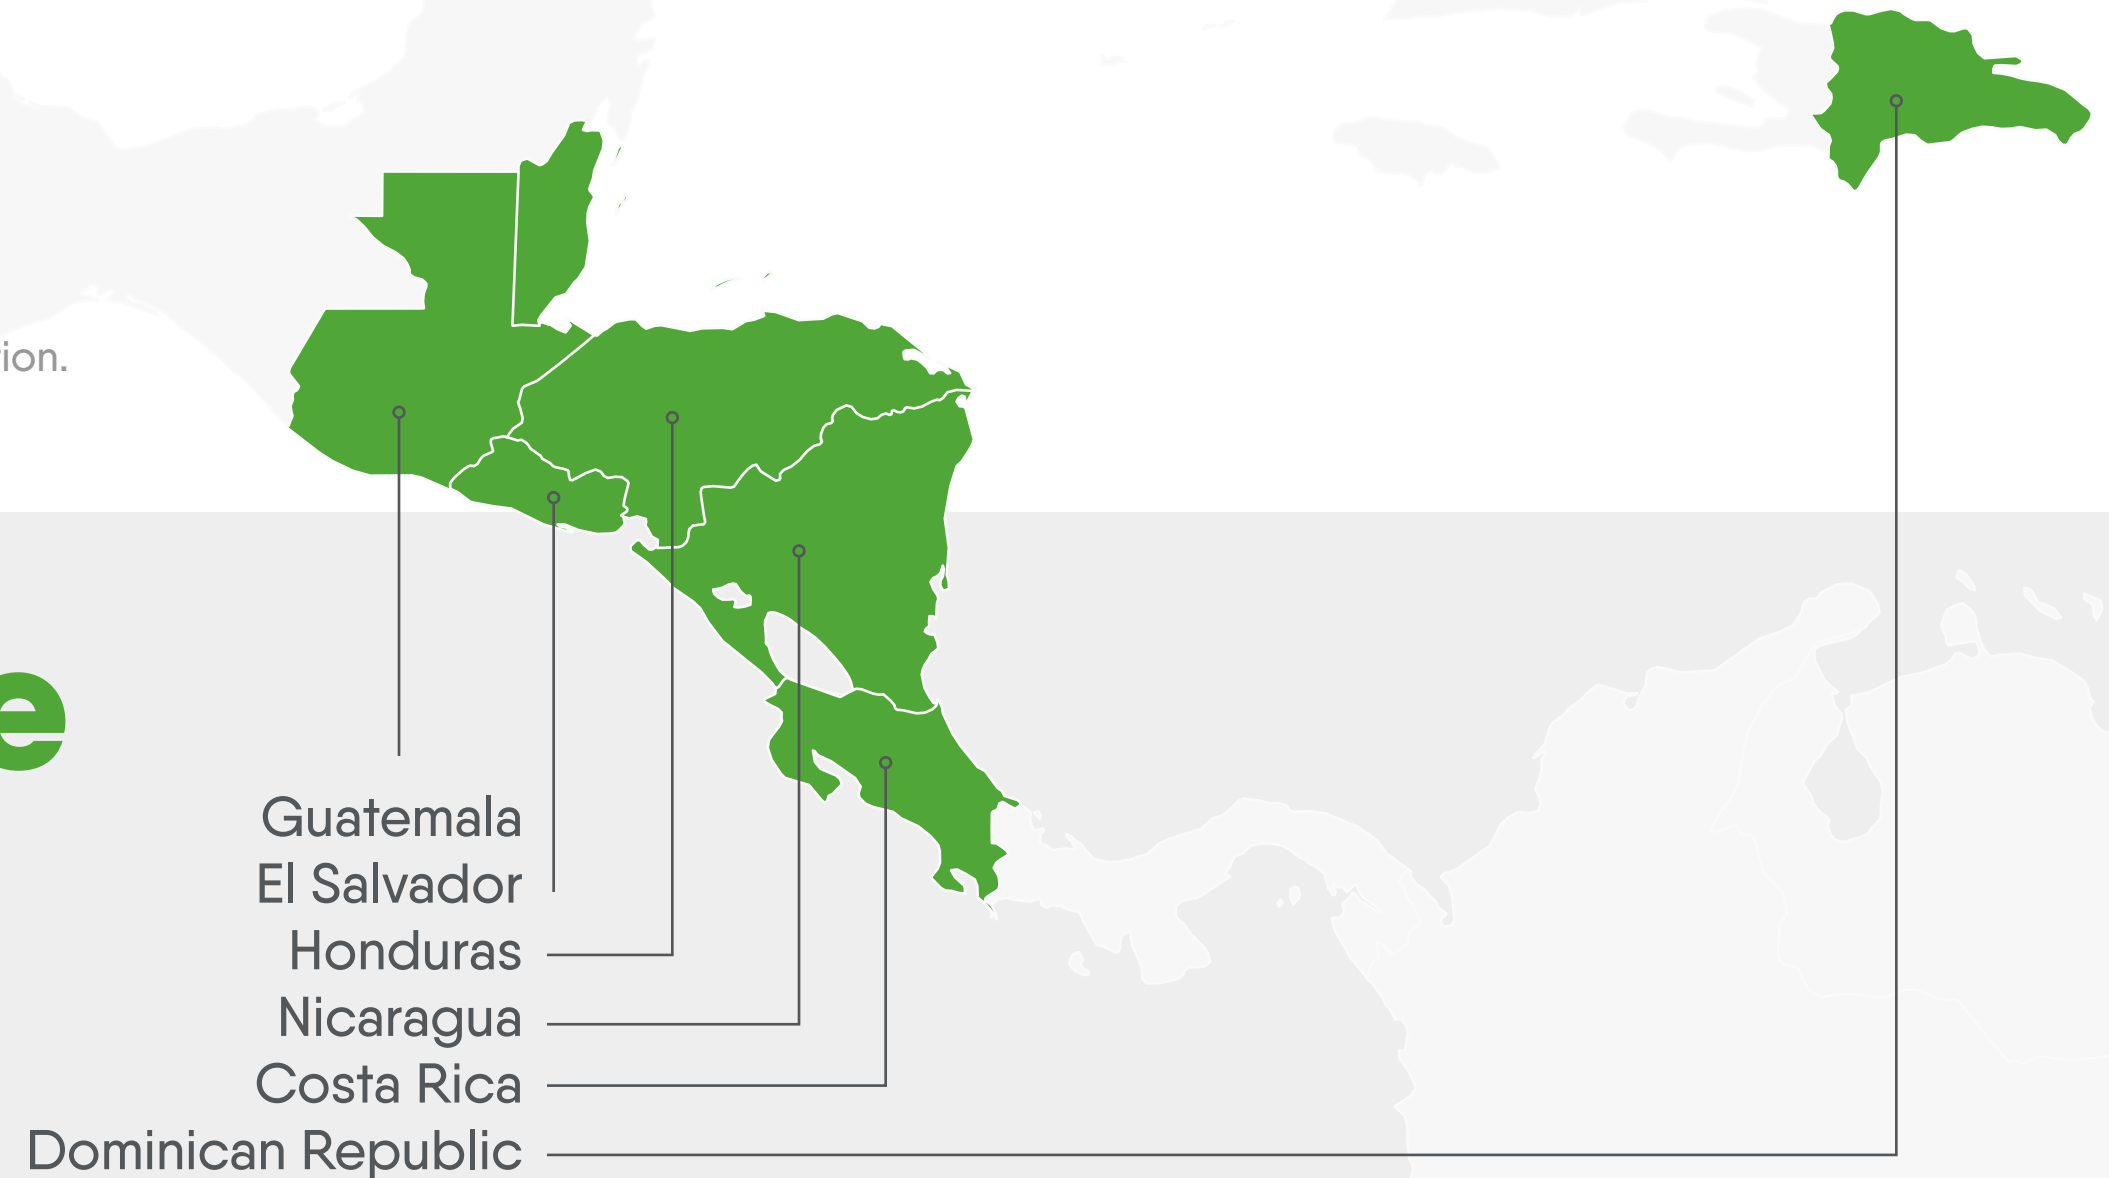 ion.
e
Guatemala
El Salvador
Honduras
Nicaragua
Costa Rica
Dominican Republic